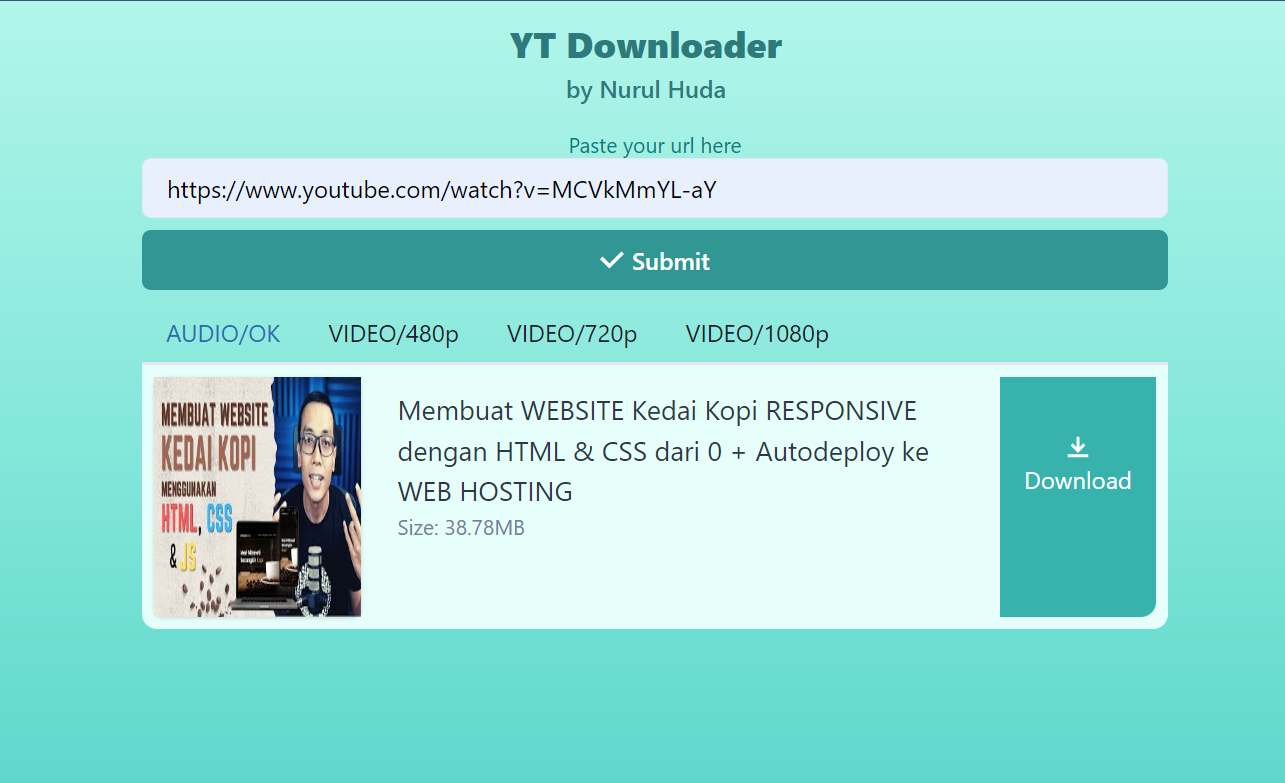 YT Downloader
by Nurul Huda
Paste your url here
https://www.youtube.com/watch?v=MCVkMmYL-aY
Submit
AUDIO/OK VIDEO/480p VIDEO/720p VIDEO/1080p
MEMBUAT WEBSITE
KEDAI KOPI
MENGGUNAKAN
HTML, CSS
& JS
Membuat WEBSITE Kedai Kopi RESPONSIVE
dengan HTML & CSS dari 0 + Autodeploy ke
WEB HOSTING
Size: 38.78MB
Download